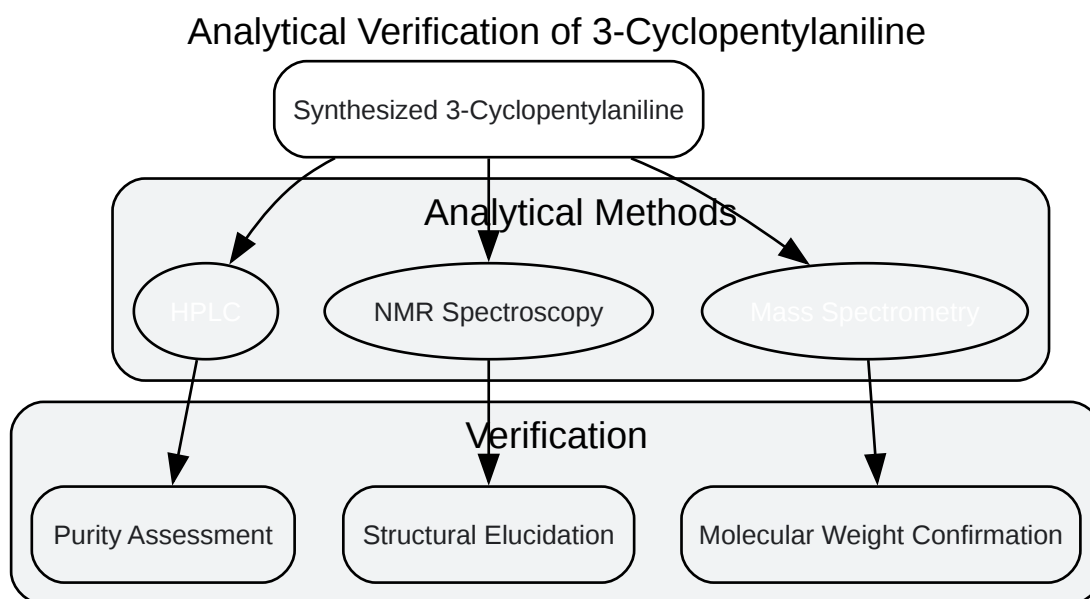 Analytical Verification of 3-Cyclopentylaniline
Synthesized 3-Cyclopentylaniline
Analytical Methods
HPLC
NMR Spectroscopy
Mass Spectrometry
Verification
Purity Assessment
Structural Elucidation
Molecular Weight Confirmation